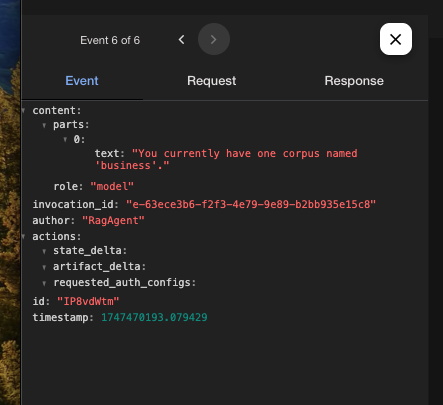 Event 6 of 6
Event Request Response
content:
parts:
0:
text: "You currently have one corpus named
'business'."
role: "model"
invocation_id: "e-63ece3b6-f2f3-4e79-9e89-b2bb935e15c8"
author: "RagAgent"
actions:
state_delta:
artifact_delta:
requested_auth_configs:
id: "IP8vdWtm"
timestamp: 1747470193.079429